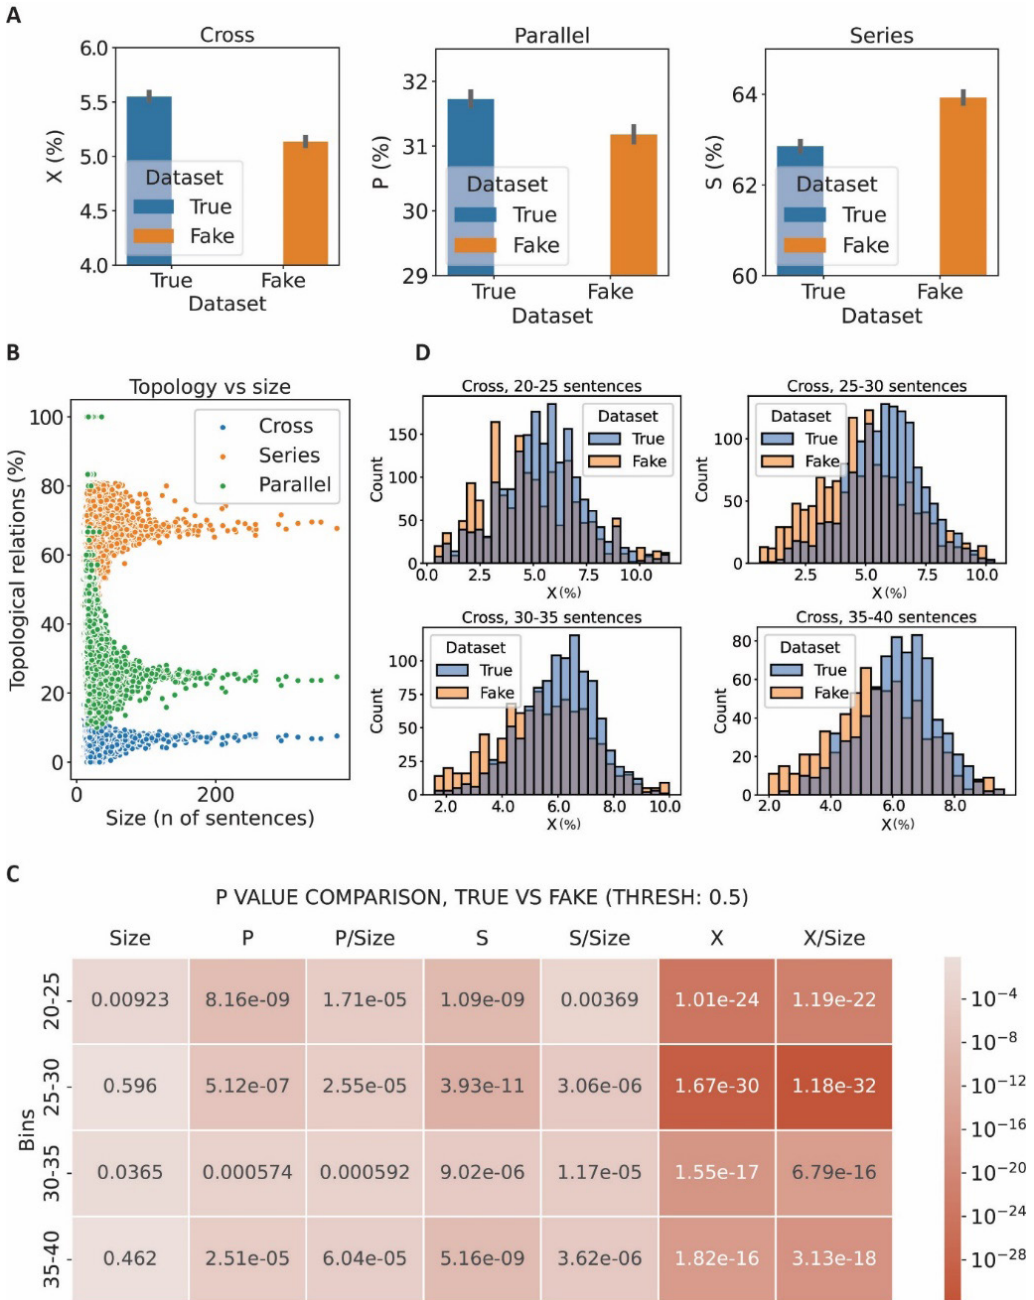 A
Cross
X (%)
6.0
5.5
5.0
4.5
4.0
Dataset
True
Fake
True Fake
Dataset
Parallel
P (%)
32
31
30
29
Dataset
True
Fake
True Fake
Dataset
Series
S (%)
64
62
60
Dataset
True
Fake
True Fake
Dataset
B
Topology vs size
Topological relations (%)
100
80
60
40
20
0
Cross
Series
Parallel
0 200
Size (n of sentences)
D
Cross, 20-25 sentences
Count
150
100
50
0
Dataset
True
Fake
0.0 2.5 5.0 7.5 10.0
X (%)
Cross, 25-30 sentences
Count
100
50
0
Dataset
True
Fake
2.5 5.0 7.5 10.0
X (%)
Cross, 30-35 sentences
Count
100
75
50
25
0
Dataset
True
Fake
2.0 4.0 6.0 8.0 10.0
X (%)
Cross, 35-40 sentences
Count
80
60
40
20
0
Dataset
True
Fake
2.0 4.0 6.0 8.0
X (%)
C
P VALUE COMPARISON, TRUE VS FAKE (THRESH: 0.5)
Size P P/Size S S/Size X X/Size
Bins
20-25 0.00923 8.16e-09 1.71e-05 1.09e-09 0.00369 1.01e-24 1.19e-22
25-30 0.596 5.12e-07 2.55e-05 3.93e-11 3.06e-06 1.67e-30 1.18e-32
30-35 0.0365 0.000574 0.000592 9.02e-06 1.17e-05 1.55e-17 6.79e-16
35-40 0.462 2.51e-05 6.04e-05 5.16e-09 3.62e-06 1.82e-16 3.13e-18
10⁻⁴
10⁻⁸
10⁻¹²
10⁻¹⁶
10⁻²⁰
10⁻²⁴
10⁻²⁸